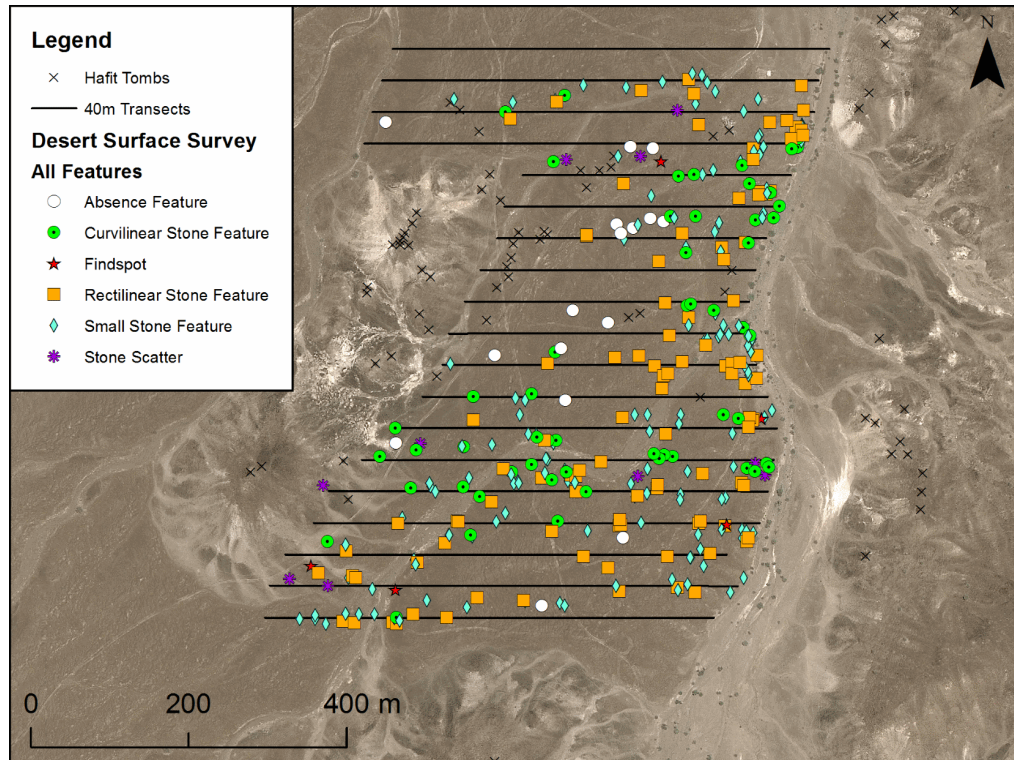 Legend
Hafit Tombs
40m Transects
Desert Surface Survey
All Features
Absence Feature
Curvilinear Stone Feature
Findspot
Rectilinear Stone Feature
Small Stone Feature
Stone Scatter
N
0 200 400 m